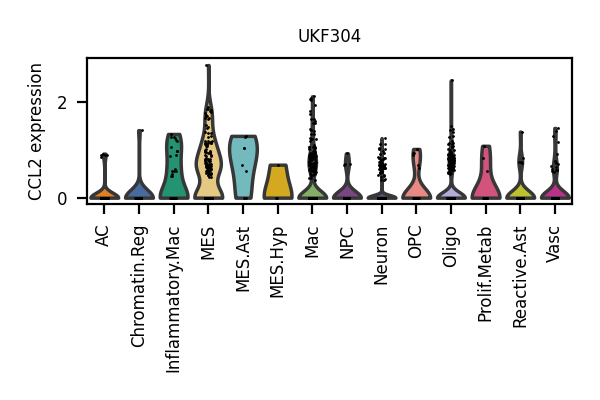 UKF304
CCL2 expression
2
0
AC
Chromatin.Reg
Inflammatory.Mac
MES
MES.Ast
MES.Hyp
Mac
NPC
Neuron
OPC
Oligo
Prolif.Metab
Reactive.Ast
Vasc